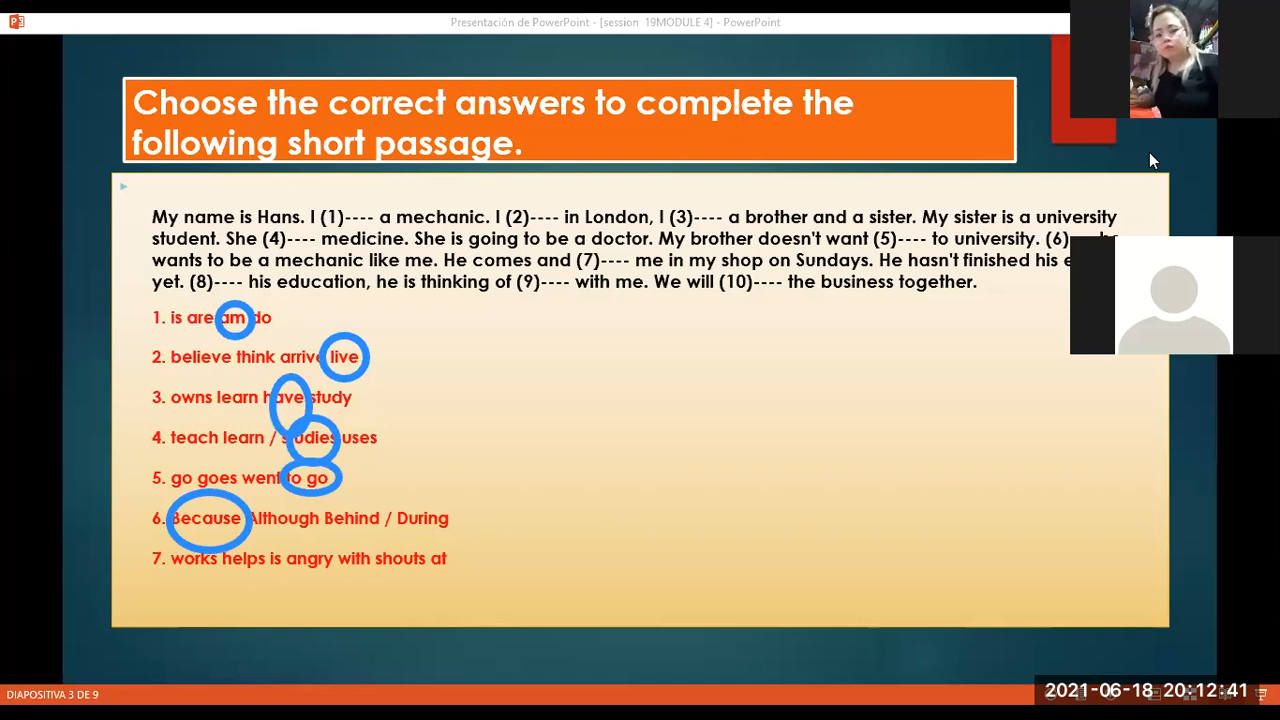 Presentación de PowerPoint - [session 19MODULE 4] - PowerPoint
Choose the correct answers to complete the
following short passage.
My name is Hans. I (1)---- a mechanic. I (2)---- in London, I (3)---- a brother and a sister. My sister is a university
student. She (4)---- medicine. She is going to be a doctor. My brother doesn't want (5)---- to university. (6)
wants to be a mechanic like me. He comes and (7)---- me in my shop on Sundays. He hasn't finished his
yet. (8)---- his education, he is thinking of (9)---- with me. We will (10)---- the business together.
1. is are am do
2. believe think arrive live
3. owns learn have study
4. teach learn / studies uses
5. go goes went to go
6. Because Although Behind / During
7. works helps is angry with shouts at
DIAPOSITIVA 3 DE 9
2021-06-18 20:12:41